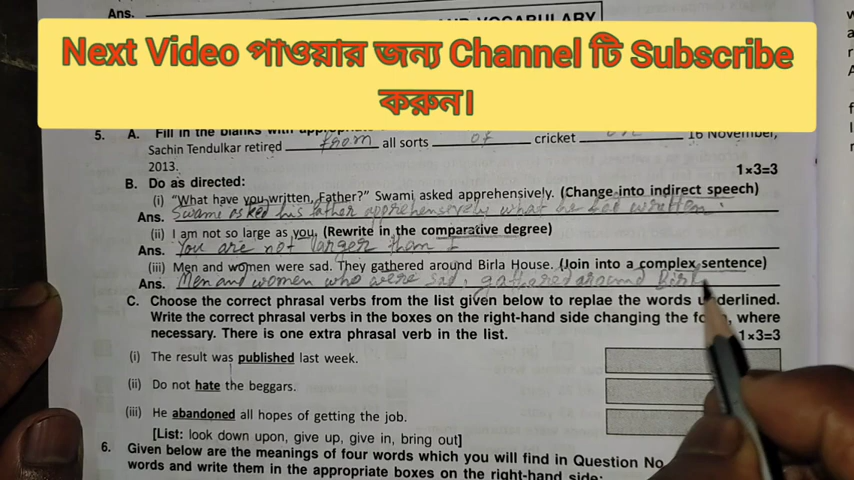 Ans.
AND VOCABULARY
Next Video পাওয়ার জন্য Channel টি Subscribe
করুন।
5. A. Fill in the blanks with
Sachin Tendulkar retired from all sorts of cricket on 16 November,
2013.
1×3=3
B. Do as directed:
(i) "What have you written, Father?" Swami asked apprehensively. (Change into indirect speech)
Ans. Swami asked his father apprehensively what he had written.
(ii) I am not so large as you. (Rewrite in the comparative degree)
Ans. You are not larger than I
(iii) Men and women were sad. They gathered around Birla House. (Join into a complex sentence)
Ans. Men and women who were sad, gathered around Birl
C. Choose the correct phrasal verbs from the list given below to replae the words underlined.
Write the correct phrasal verbs in the boxes on the right-hand side changing the where
necessary. There is one extra phrasal verb in the list. 1×3=3
(i) The result was published last week.
(ii) Do not hate the beggars.
(iii) He abandoned all hopes of getting the job.
[List: look down upon, give up, give in, bring out]
6. Given below are the meanings of four words which you will find in Question No
words and write them in the appropriate boxes on the right-hand side: